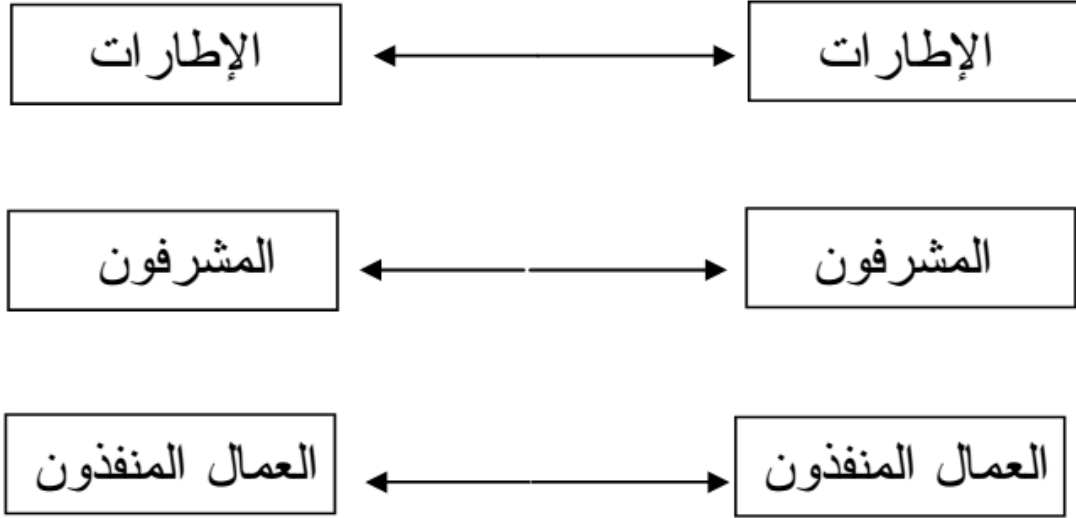 الإطارات
الإطارات
المشرفون
المشرفون
العمال المنفذون
العمال المنفذون